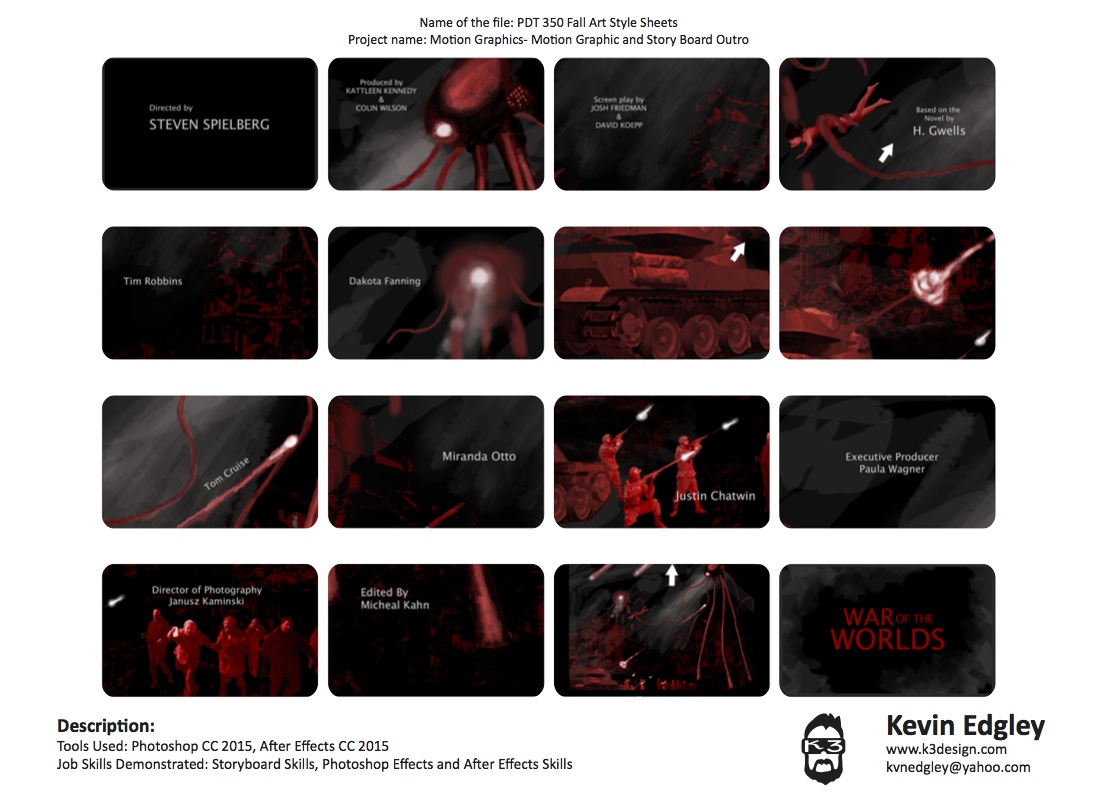 Name of the file: PDT 350 Fall Art Style Sheets
Project name: Motion Graphics- Motion Graphic and Story Board Outro
Directed by
STEVEN SPIELBERG
Produced by
KATTLEEN KENNEDY
&
COLIN WILSON
Screen play by
JOSH FRIEDMAN
&
DAVID KOEPP
Based on the
Novel by
H. Gwells
Tim Robbins
Dakota Fanning
Tom Cruise
Miranda Otto
Justin Chatwin
Executive Producer
Paula Wagner
Director of Photography
Janusz Kaminski
Edited By
Micheal Kahn
WAR OF THE
WORLDS
Description:
Tools Used: Photoshop CC 2015, After Effects CC 2015
Job Skills Demonstrated: Storyboard Skills, Photoshop Effects and After Effects Skills
K3
Kevin Edgley
www.k3design.com
kvnedgley@yahoo.com